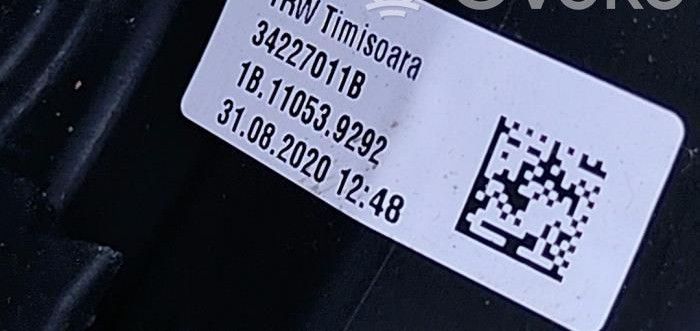 TRW Timisoara
34227011B
1B.11053.9292
31.08.2020 12:48